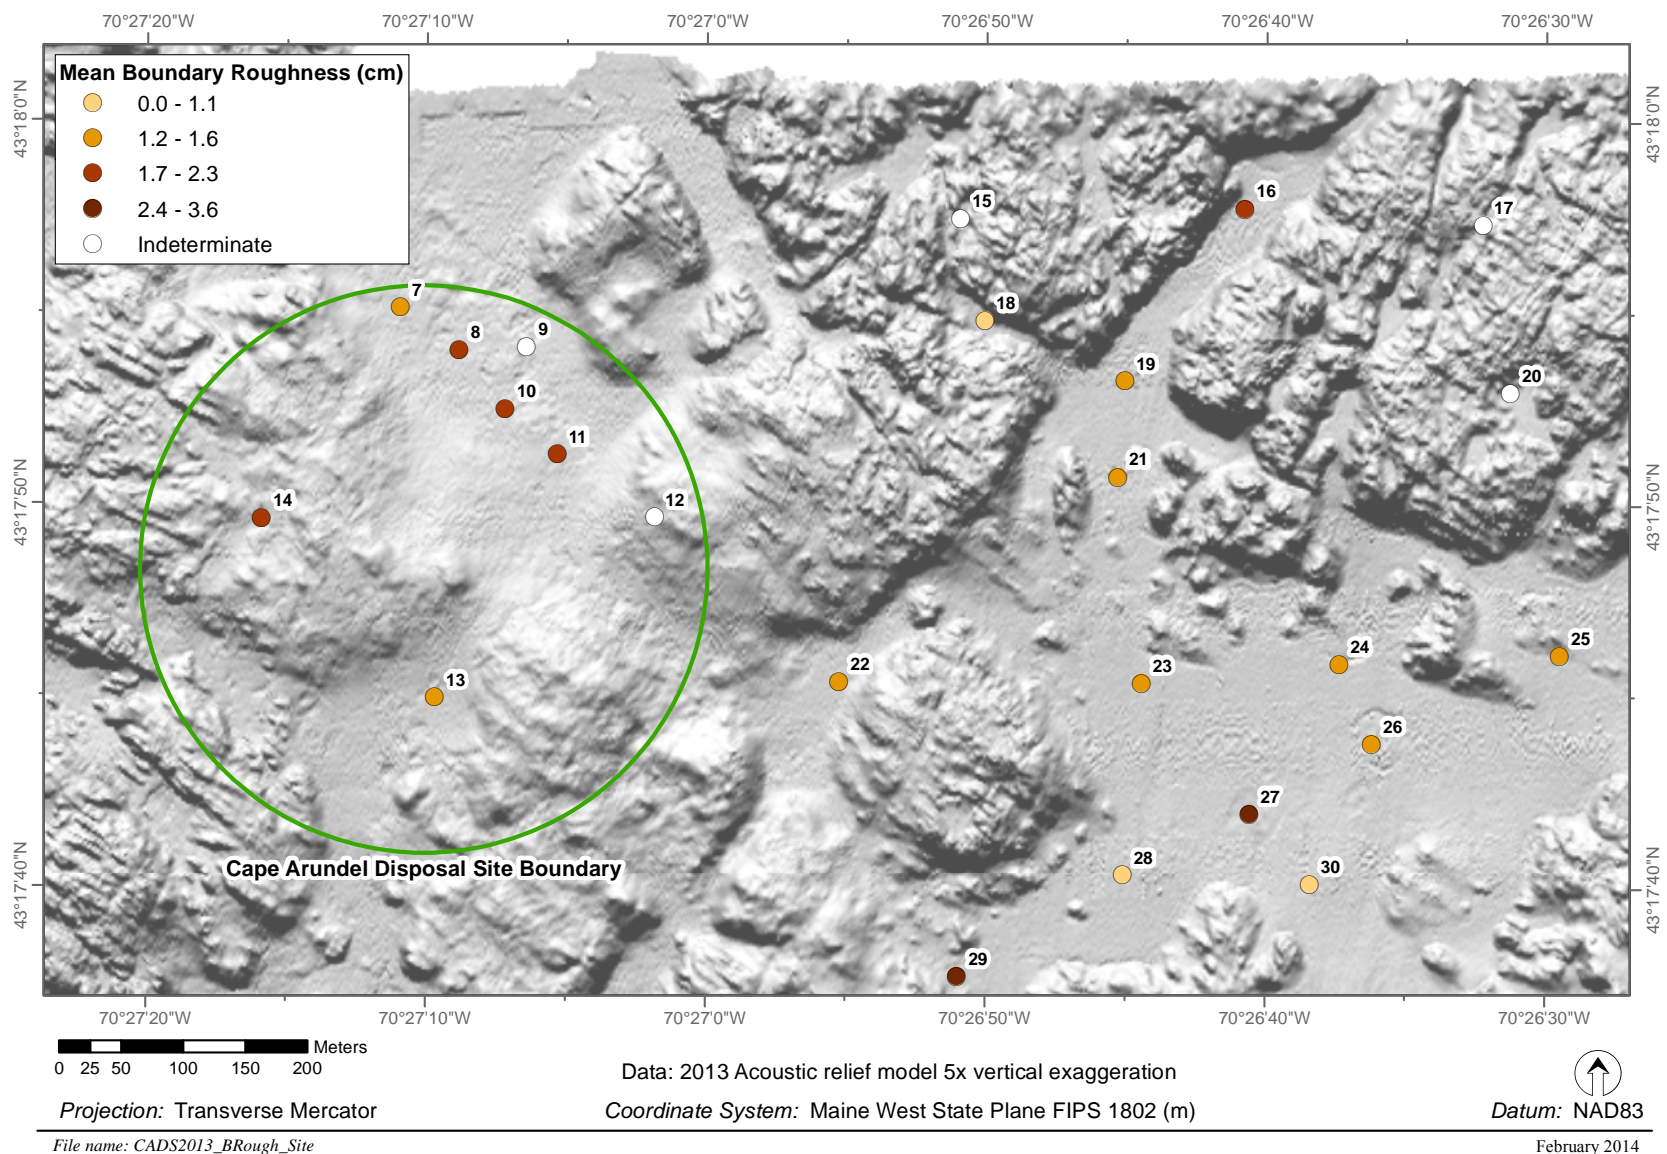 70°27'20"W 70°27'10"W 70°27'0"W 70°26'50"W 70°26'40"W 70°26'30"W
Mean Boundary Roughness (cm)
0.0 - 1.1
1.2 - 1.6
1.7 - 2.3
2.4 - 3.6
Indeterminate
43°18'0"N
43°18'0"N
43°17'50"N
43°17'50"N
43°17'40"N
43°17'40"N
15
16
17
7
18
8
9
19
20
10
11
21
14
12
24
25
13
22
23
26
27
28
30
29
Cape Arundel Disposal Site Boundary
70°27'20"W 70°27'10"W 70°27'0"W 70°26'50"W 70°26'40"W 70°26'30"W
Meters
0 25 50 100 150 200
Data: 2013 Acoustic relief model 5x vertical exaggeration
Projection: Transverse Mercator
Coordinate System: Maine West State Plane FIPS 1802 (m)
Datum: NAD83
File name: CADS2013_BRough_Site
February 2014